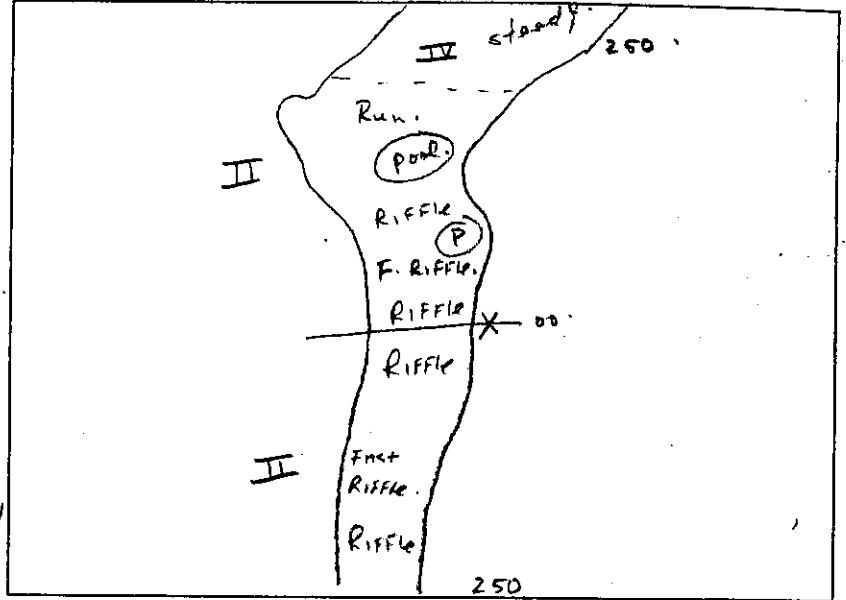 IV steady.
250.
Run.
pool.
II
RIFFLE
P
F. RIFFLE.
RIFFLE
X 00.
RIFFLE
II
Fast
RIFFLE.
RIFFLE
250